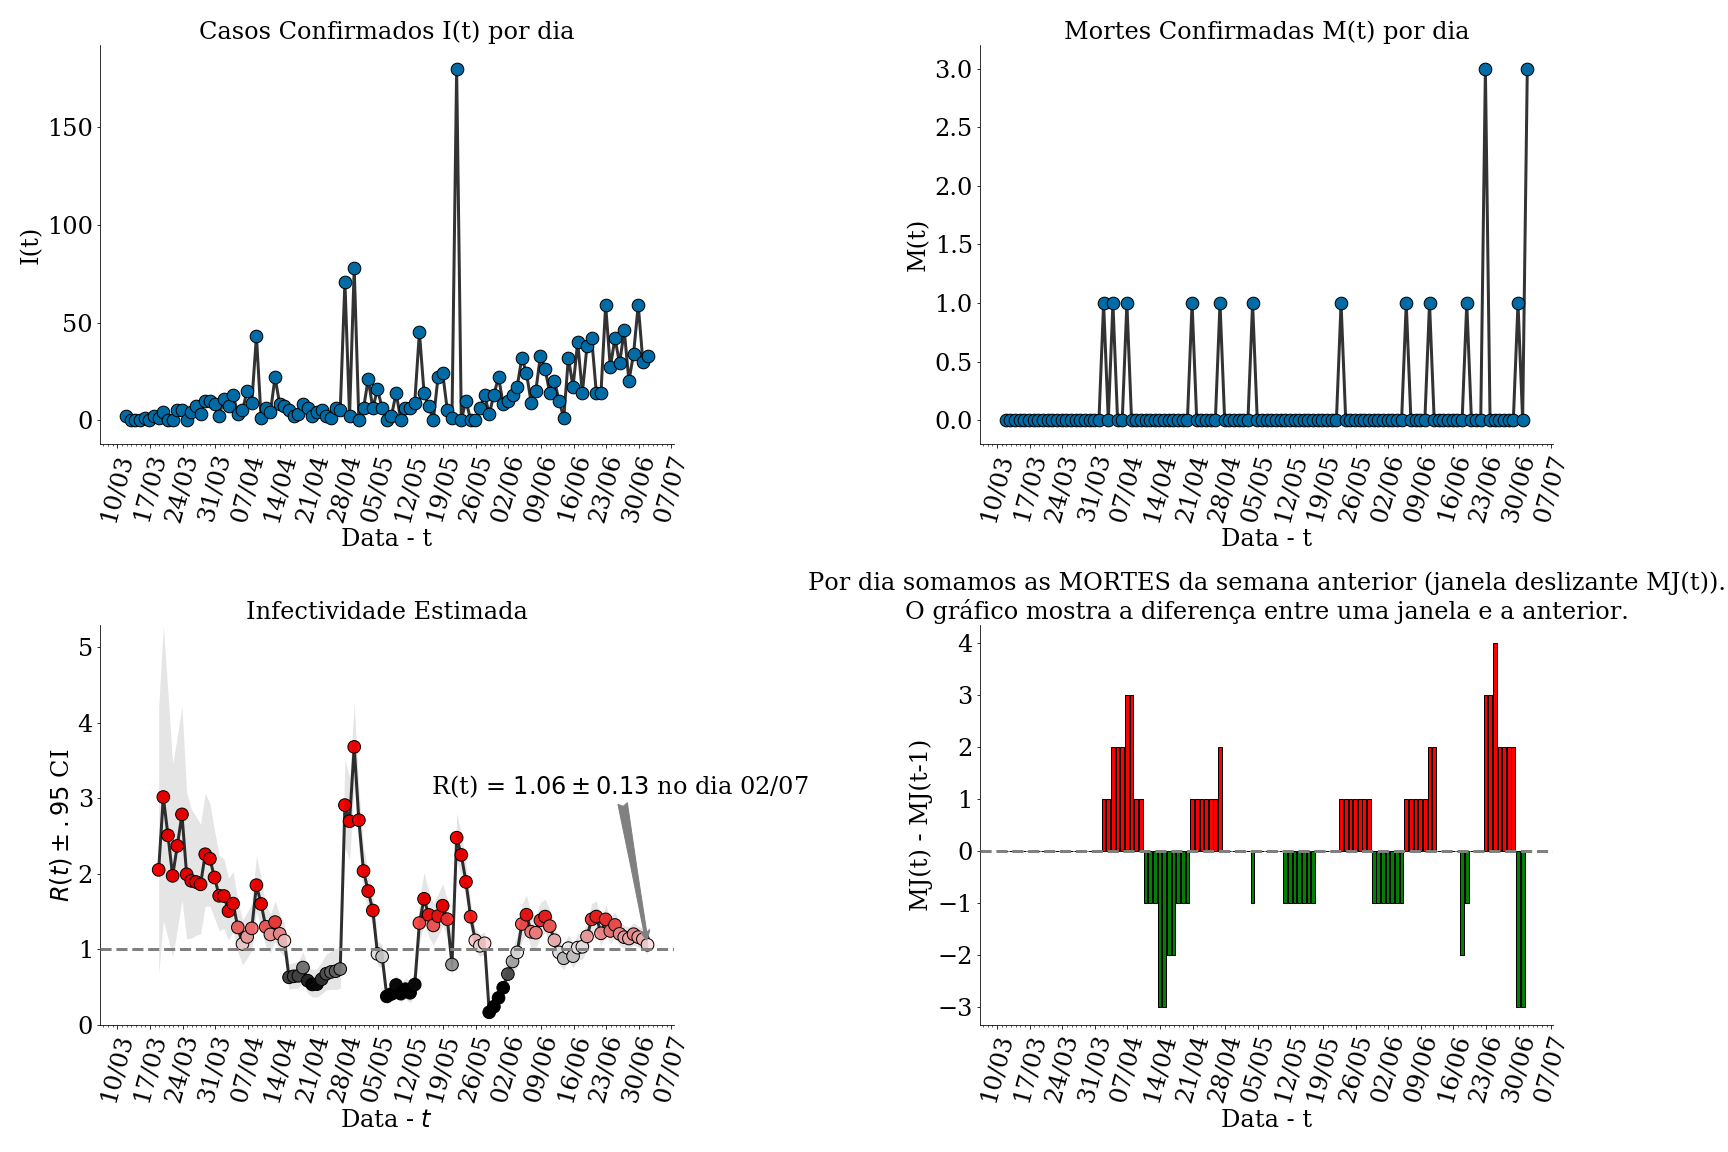 Casos Confirmados I(t) por dia
I(t)
150
100
50
0
10/03 17/03 24/03 31/03 07/04 14/04 21/04 28/04 05/05 12/05 19/05 26/05 02/06 09/06 16/06 23/06 30/06 07/07
Data - t
Mortes Confirmadas M(t) por dia
M(t)
3.0
2.5
2.0
1.5
1.0
0.5
0.0
10/03 17/03 24/03 31/03 07/04 14/04 21/04 28/04 05/05 12/05 19/05 26/05 02/06 09/06 16/06 23/06 30/06 07/07
Data - t
Infectividade Estimada
R(t) ± .95 CI
5
4
3
2
1
0
R(t) = 1.06 ± 0.13 no dia 02/07
10/03 17/03 24/03 31/03 07/04 14/04 21/04 28/04 05/05 12/05 19/05 26/05 02/06 09/06 16/06 23/06 30/06 07/07
Data - t
Por dia somamos as MORTES da semana anterior (janela deslizante MJ(t)).
O gráfico mostra a diferença entre uma janela e a anterior.
MJ(t) - MJ(t-1)
4
3
2
1
0
−1
−2
−3
10/03 17/03 24/03 31/03 07/04 14/04 21/04 28/04 05/05 12/05 19/05 26/05 02/06 09/06 16/06 23/06 30/06 07/07
Data - t